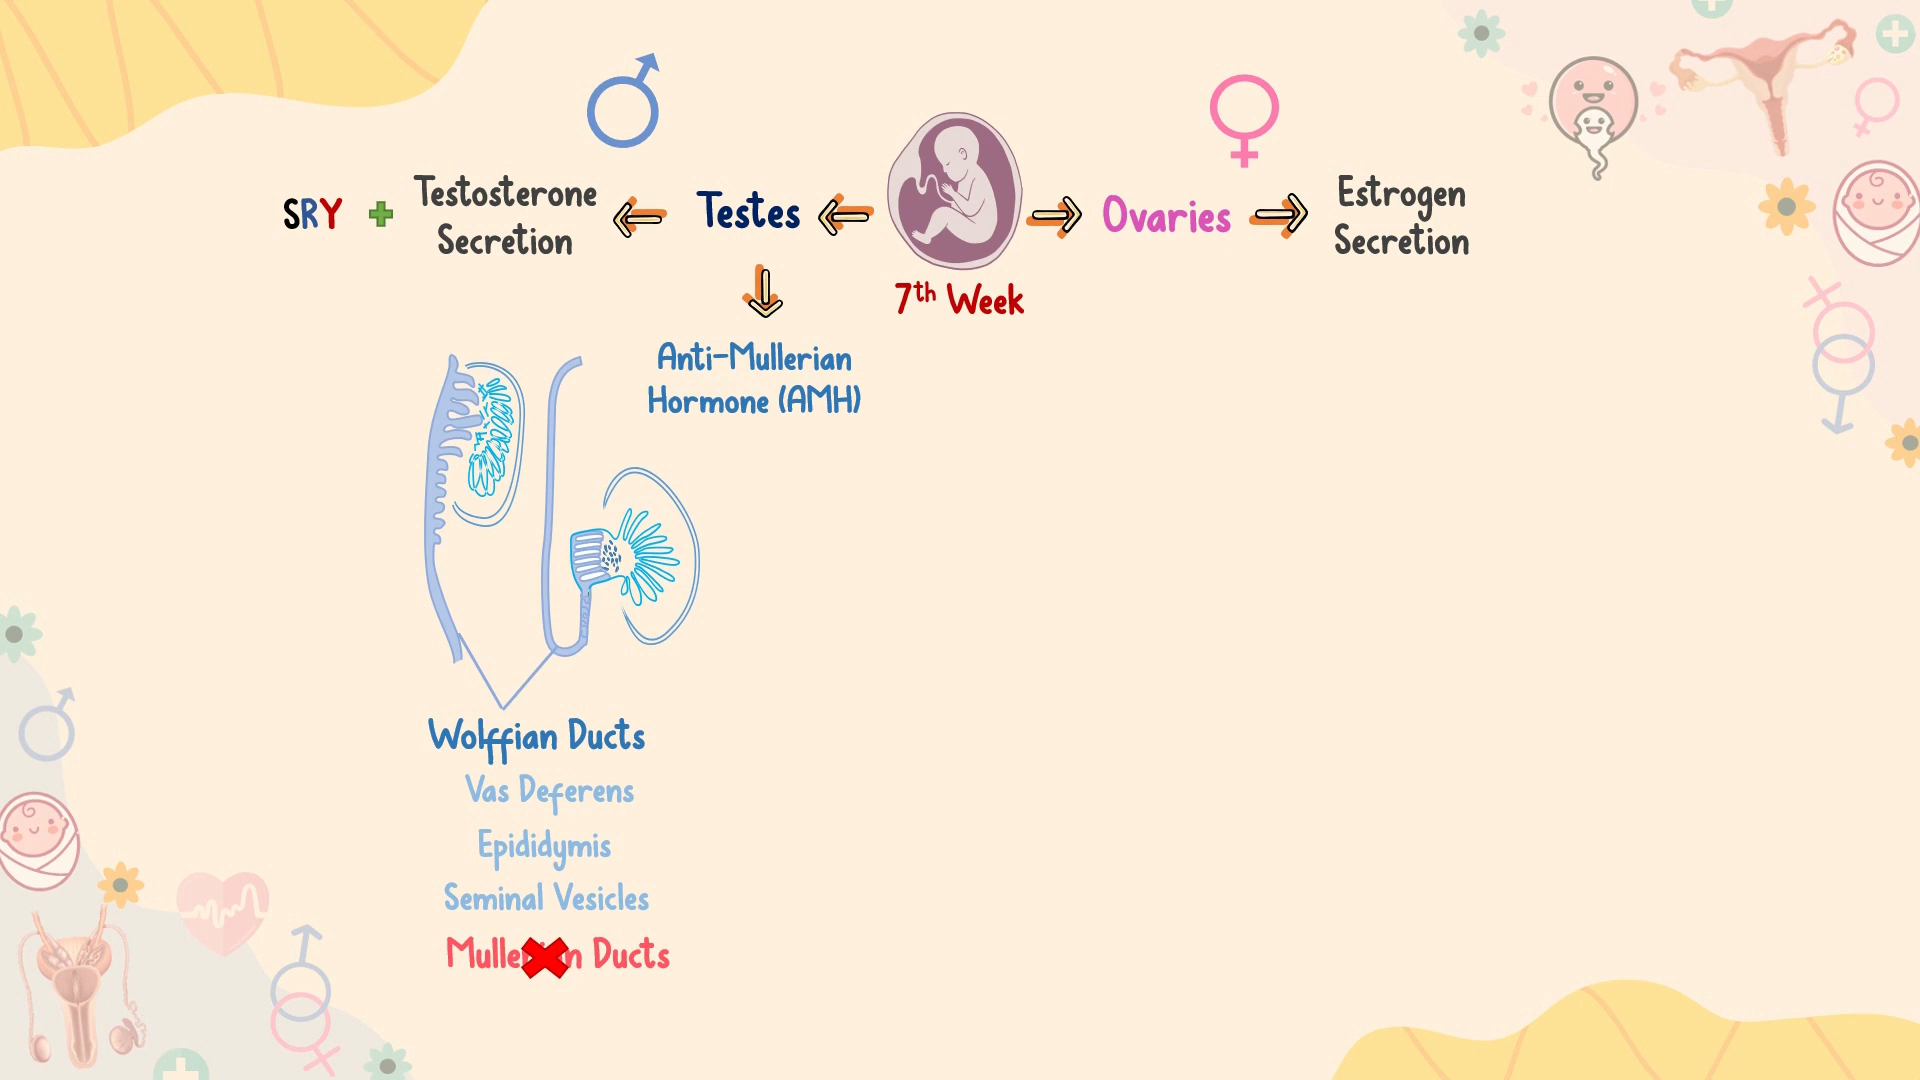 SRY
Testosterone
Secretion
Testes
7th Week
Ovaries
Estrogen
Secretion
Anti-Mullerian
Hormone (AMH)
Wolffian Ducts
Vas Deferens
Epididymis
Seminal Vesicles
Mullerian Ducts